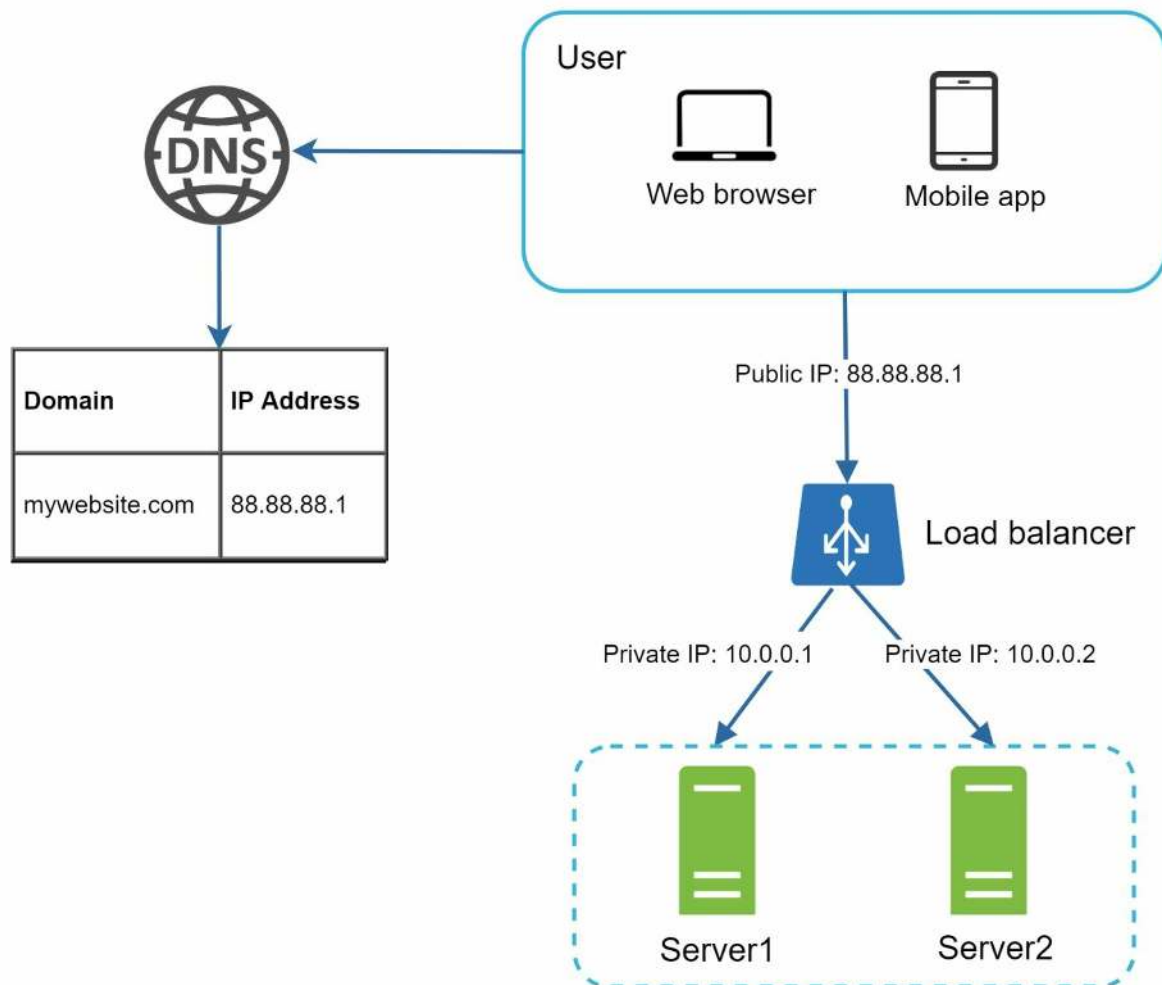 User
DNS
Web browser
Mobile app
Public IP: 88.88.88.1
Domain
IP Address
mywebsite.com
88.88.88.1
Load balancer
Private IP: 10.0.0.1
Private IP: 10.0.0.2
Server1
Server2